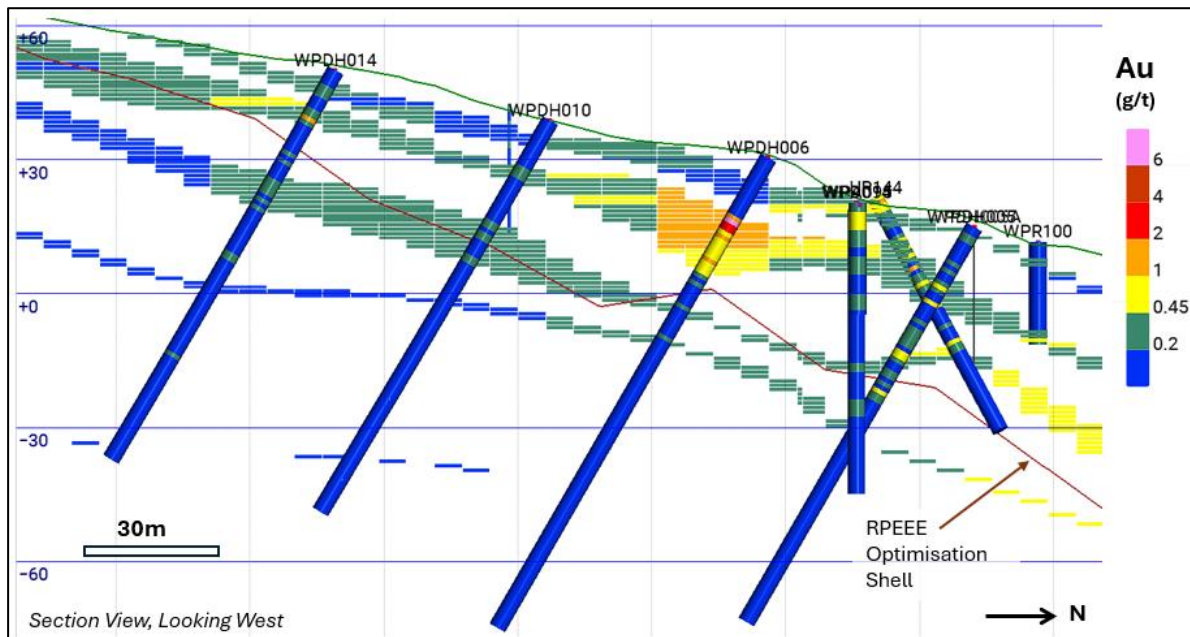 +60
WPDH014
Au
(g/t)
WPDH010
6
WPDH006
+30
4
2
WPR100
1
+0
0.45
0.2
-30
30m
RPEEE
Optimisation
Shell
-60
Section View, Looking West
N